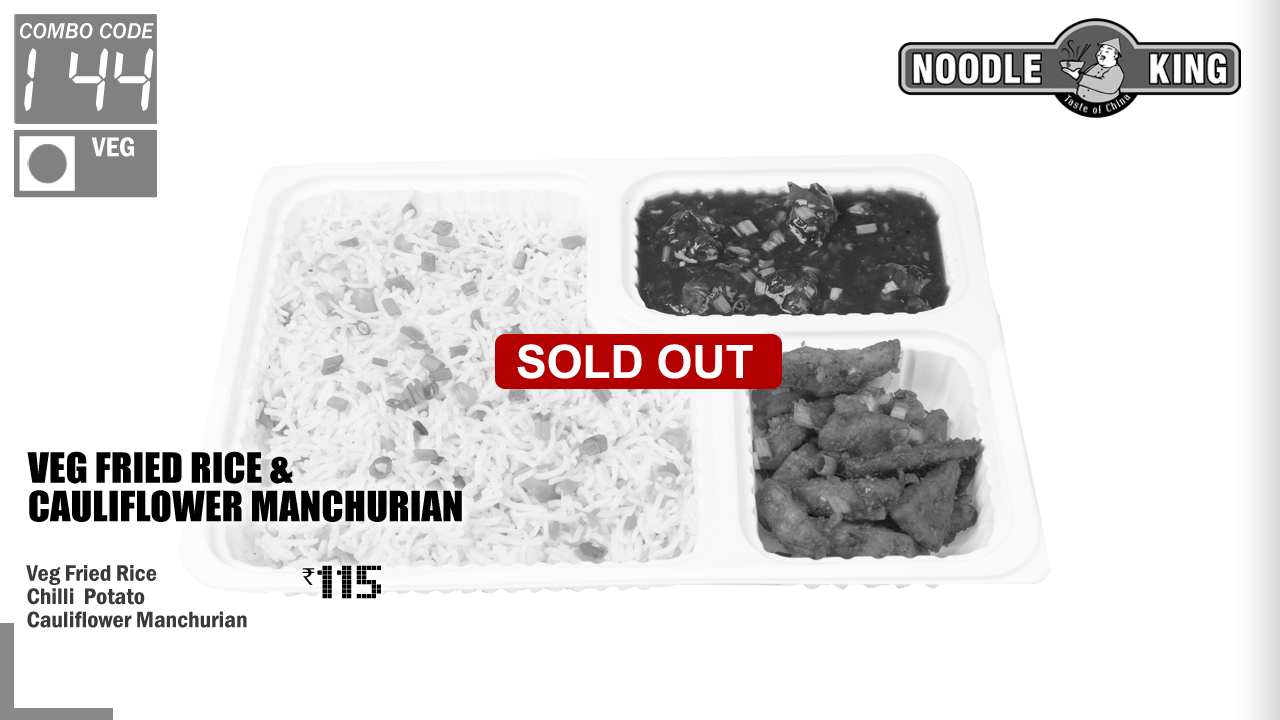 COMBO CODE
144
VEG
NOODLE KING
Taste of China
SOLD OUT
VEG FRIED RICE &
CAULIFLOWER MANCHURIAN
Veg Fried Rice
Chilli Potato
Cauliflower Manchurian
₹115